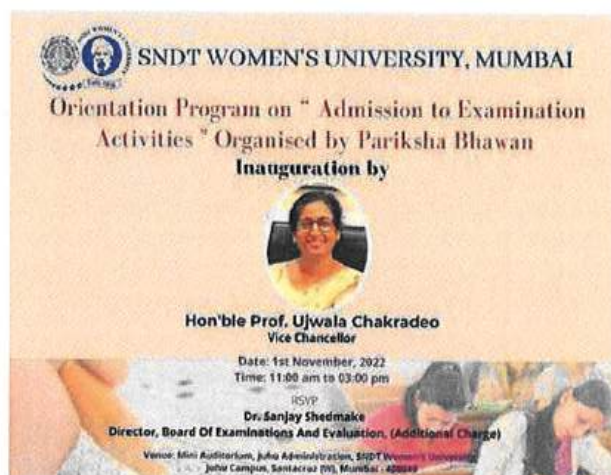 SNDT WOMEN'S UNIVERSITY, MUMBAI
Orientation Program on " Admission to Examination
Activities " Organised by Pariksha Bhawan
Inauguration by
Hon'ble Prof. Ujwala Chakradeo
Vice Chancellor
Date: 1st November, 2022
Time: 11:00 am to 03:00 pm
RSVP
Dr. Sanjay Shedmake
Director, Board Of Examinations And Evaluation, (Additional Charge)
Venue: Mini Auditorium, Juhu Administration, SNDT Women's University
Juhu Campus, Santacruz (W), Mumbai -